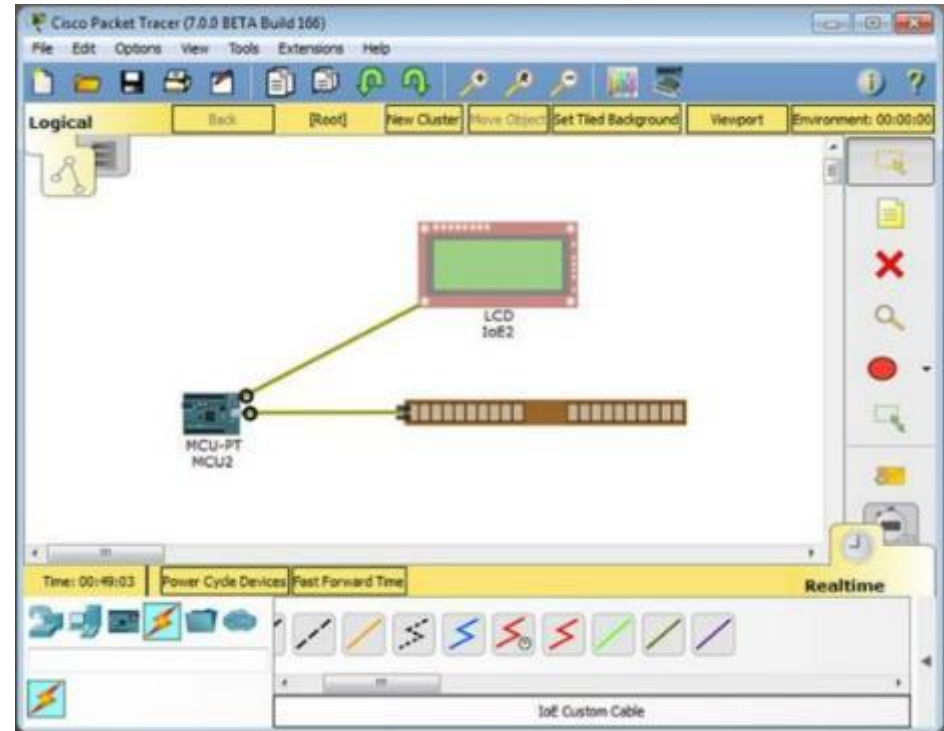 Cisco Packet Tracer (7.0.0 BETA Build 166)
File Edit Options View Tools Extensions Help
Logical Back [Root] New Cluster Move Object Set Tiled Background Viewport Environment: 00:00:00
LCD
IoE2
MCU-PT
MCU2
Time: 00:49:03 Power Cycle Devices Fast Forward Time Realtime
IoE Custom Cable